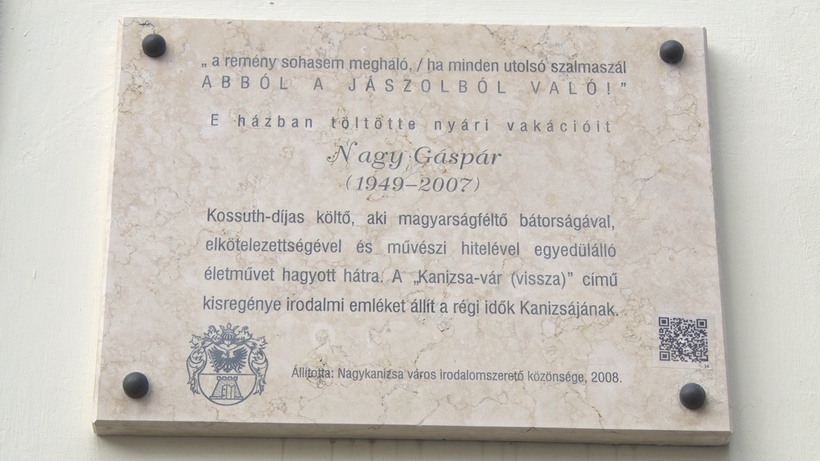 „ a remény sohasem megháló, / ha minden utolsó szalmaszál
ABBÓL A JÁSZOLBÓL VALÓ!”
E házban töltötte nyári vakációit
Nagy Gáspár
(1949–2007)
Kossuth-díjas költő, aki magyarságféltő bátorságával,
elkötelezettségével és művészi hitelével egyedülálló
életművet hagyott hátra. A „Kanizsa-vár (vissza)” című
kisregénye irodalmi emléket állít a régi idők Kanizsájának.
Állította: Nagykanizsa város irodalomszerető közönsége, 2008.